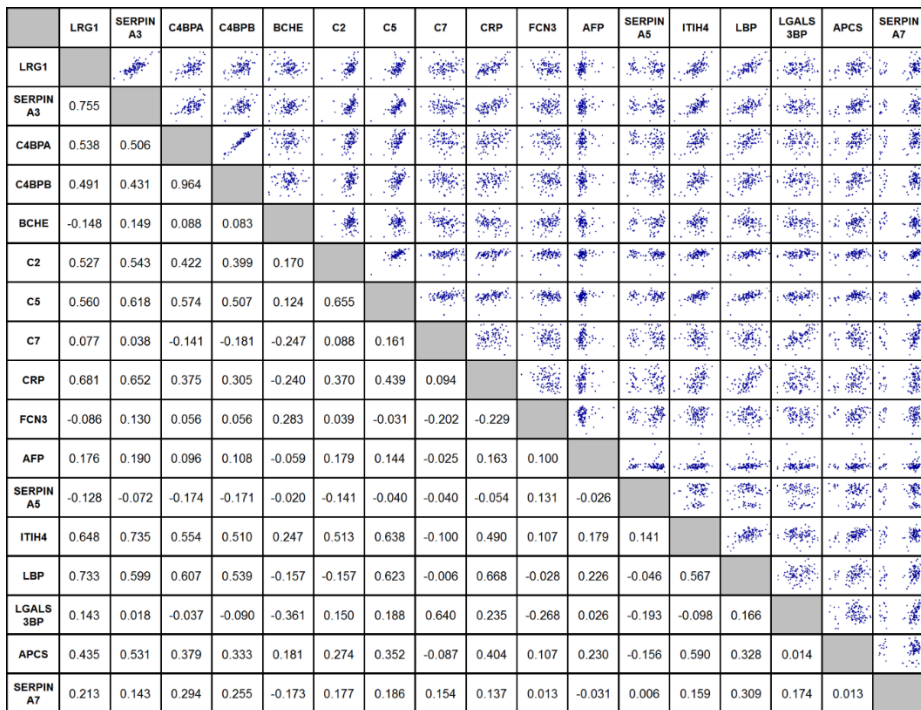 LRG1 SERPIN A3 C4BPA C4BPB BCHE C2 C5 C7 CRP FCN3 AFP SERPIN A5 ITIH4 LBP LGALS 3BP APCS SERPIN A7
LRG1
SERPIN A3 0.755
C4BPA 0.538 0.506
C4BPB 0.491 0.431 0.964
BCHE -0.148 0.149 0.088 0.083
C2 0.527 0.543 0.422 0.399 0.170
C5 0.560 0.618 0.574 0.507 0.124 0.655
C7 0.077 0.038 -0.141 -0.181 -0.247 0.088 0.161
CRP 0.681 0.652 0.375 0.305 -0.240 0.370 0.439 0.094
FCN3 -0.086 0.130 0.056 0.056 0.283 0.039 -0.031 -0.202 -0.229
AFP 0.176 0.190 0.096 0.108 -0.059 0.179 0.144 -0.025 0.163 0.100
SERPIN A5 -0.128 -0.072 -0.174 -0.171 -0.020 -0.141 -0.040 -0.040 -0.054 0.131 -0.026
ITIH4 0.648 0.735 0.554 0.510 0.247 0.513 0.638 -0.100 0.490 0.107 0.179 0.141
LBP 0.733 0.599 0.607 0.539 -0.157 -0.157 0.623 -0.006 0.668 -0.028 0.226 -0.046 0.567
LGALS 3BP 0.143 0.018 -0.037 -0.090 -0.361 0.150 0.188 0.640 0.235 -0.268 0.026 -0.193 -0.098 0.166
APCS 0.435 0.531 0.379 0.333 0.181 0.274 0.352 -0.087 0.404 0.107 0.230 -0.156 0.590 0.328 0.014
SERPIN A7 0.213 0.143 0.294 0.255 -0.173 0.177 0.186 0.154 0.137 0.013 -0.031 0.006 0.159 0.309 0.174 0.013